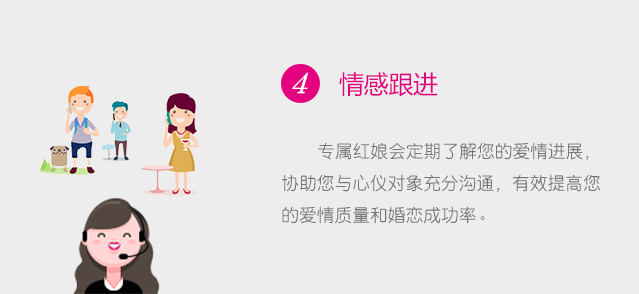 4 情感跟进
专属红娘会定期了解您的爱情进展，
协助您与心仪对象充分沟通，有效提高您
的爱情质量和婚恋成功率。